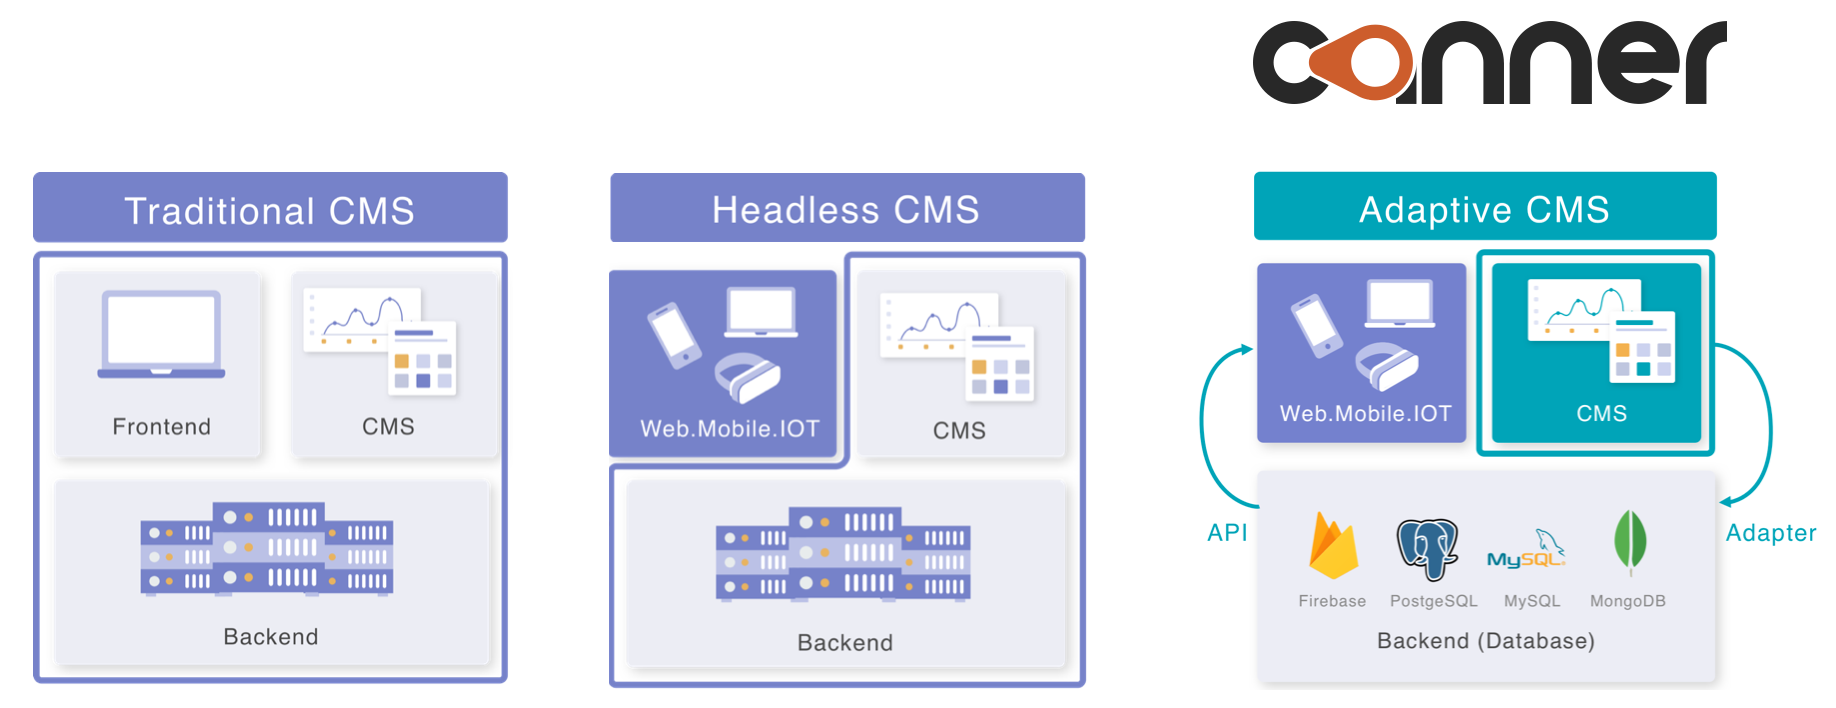 canner
Traditional CMS
Frontend
CMS
Backend
Headless CMS
Web.Mobile.IOT
CMS
Backend
Adaptive CMS
Web.Mobile.IOT
CMS
API
Adapter
MySQL
Firebase
PostgeSQL
MySQL
MongoDB
Backend (Database)